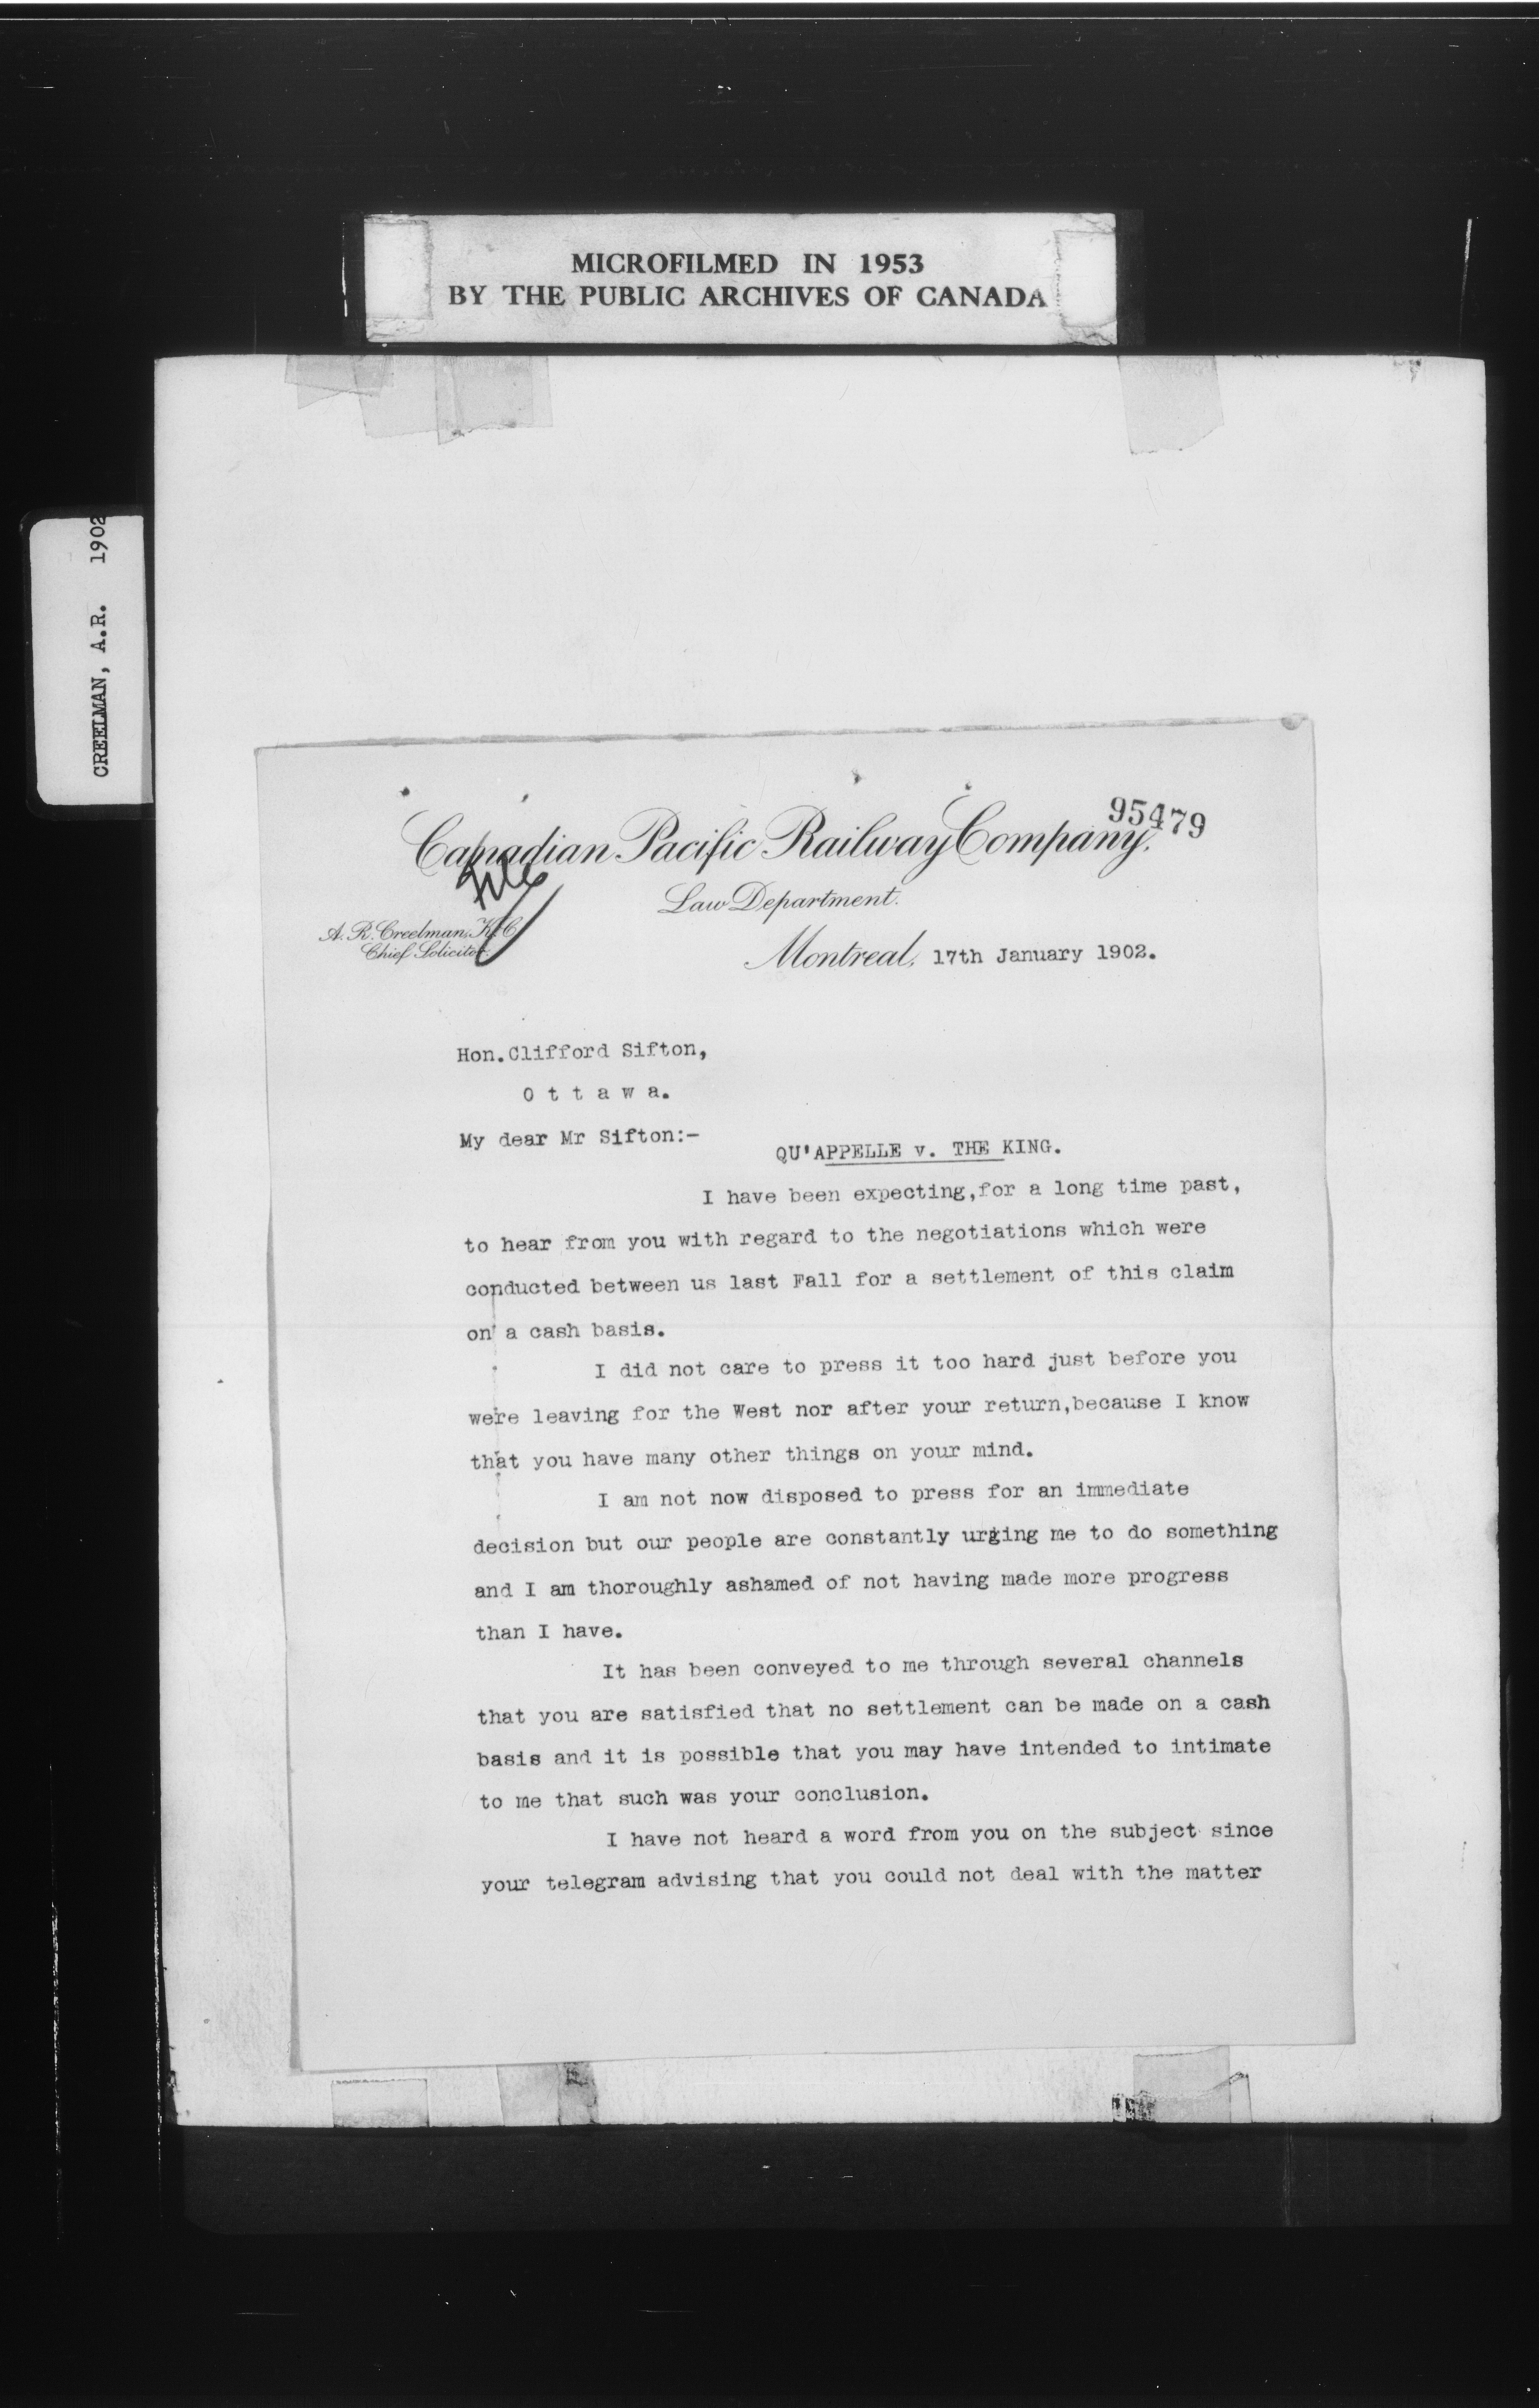 MICROFILMED IN 1953
BY THE PUBLIC ARCHIVES OF CANADA
CREELMAN, A.R. 1902
95479
Canadian Pacific Railway Company.
File
Law Department.
A. R. Creelman, K.C.
Chief Solicitor.
Montreal, 17th January 1902.
Hon.Clifford Sifton,
O t t a w a.
My dear Mr Sifton:-
QU'APPELLE v. THE KING.
I have been expecting,for a long time past,
to hear from you with regard to the negotiations which were
conducted between us last Fall for a settlement of this claim
on a cash basis.
I did not care to press it too hard just before you
were leaving for the West nor after your return,because I know
that you have many other things on your mind.
I am not now disposed to press for an immediate
decision but our people are constantly urging me to do something
and I am thoroughly ashamed of not having made more progress
than I have.
It has been conveyed to me through several channels
that you are satisfied that no settlement can be made on a cash
basis and it is possible that you may have intended to intimate
to me that such was your conclusion.
I have not heard a word from you on the subject since
your telegram advising that you could not deal with the matter